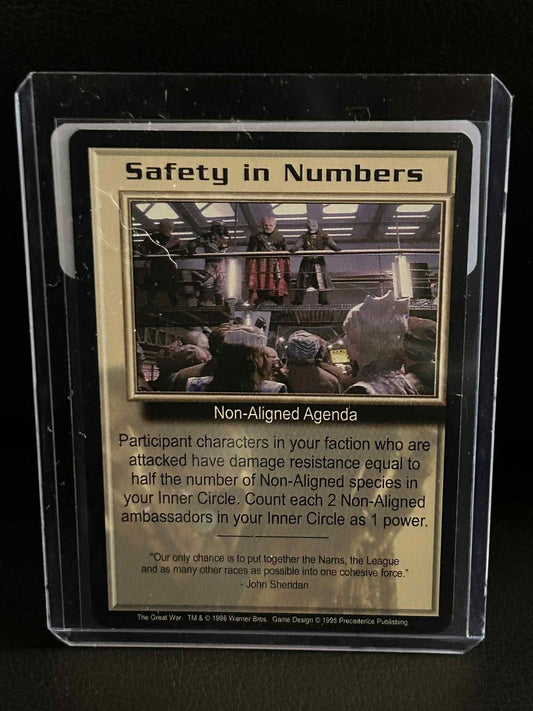 Safety in Numbers
Non-Aligned Agenda
Participant characters in your faction who are
attacked have damage resistance equal to
half the number of Non-Aligned species in
your Inner Circle. Count each 2 Non-Aligned
ambassadors in your Inner Circle as 1 power.
"Our only chance is to put together the Narns, the League
and as many other races as possible into one cohesive force."
- John Sheridan
The Great War. TM & © 1998 Warner Bros. Game Design © 1998 Precedence Publishing.